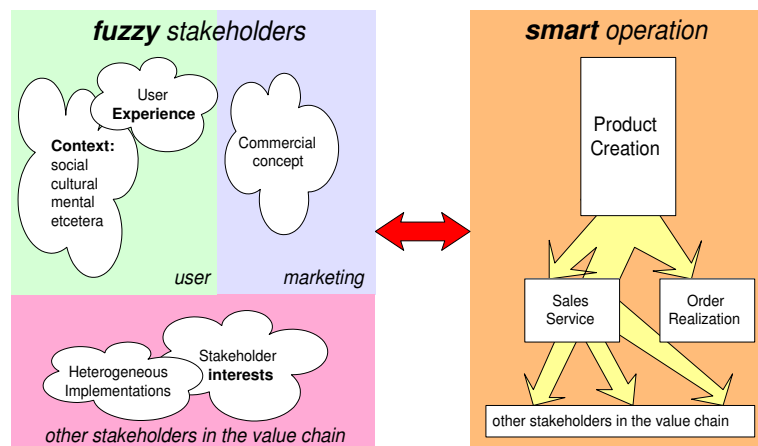 fuzzy stakeholders
User
Experience
Context:
social
cultural
mental
etcetera
Commercial
concept
user
marketing
Heterogeneous
Implementations
Stakeholder
interests
other stakeholders in the value chain
smart operation
Product
Creation
Sales
Service
Order
Realization
other stakeholders in the value chain